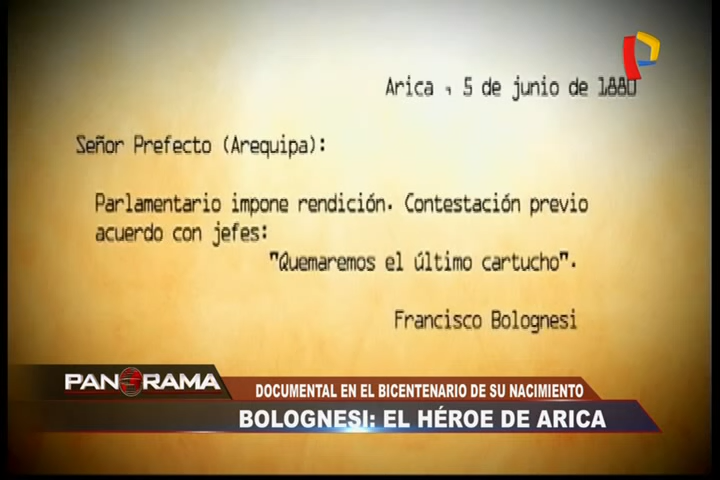 Arica , 5 de junio de 1880
Señor Prefecto (Arequipa):
Parlamentario impone rendición. Contestación previo
acuerdo con jefes:
"Quemaremos el último cartucho".
Francisco Bolognesi
PANORAMA
DOCUMENTAL EN EL BICENTENARIO DE SU NACIMIENTO
BOLOGNESI: EL HÉROE DE ARICA